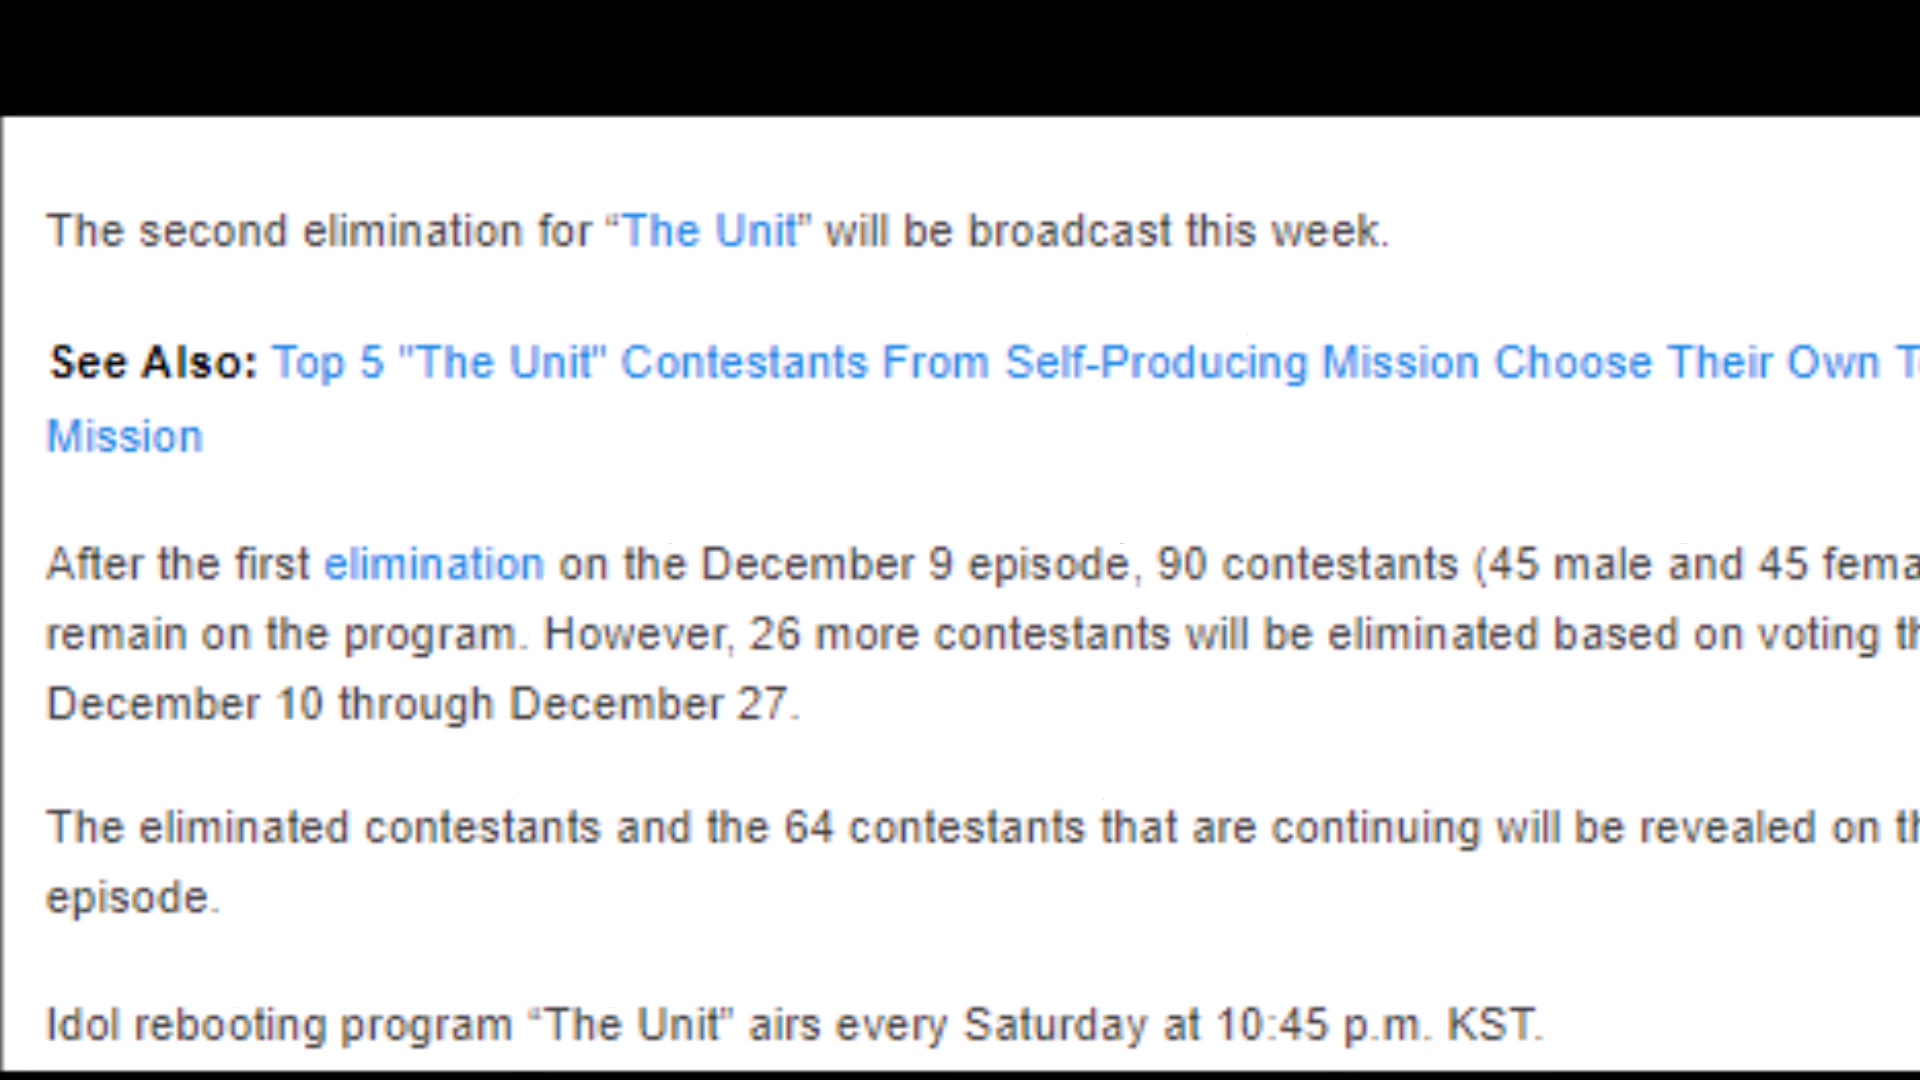 The second elimination for “The Unit” will be broadcast this week.
See Also: Top 5 "The Unit" Contestants From Self-Producing Mission Choose Their Own
Mission
After the first elimination on the December 9 episode, 90 contestants (45 male and 45
remain on the program. However, 26 more contestants will be eliminated based on voting
December 10 through December 27.
The eliminated contestants and the 64 contestants that are continuing will be revealed on
episode.
Idol rebooting program “The Unit” airs every Saturday at 10:45 p.m. KST.